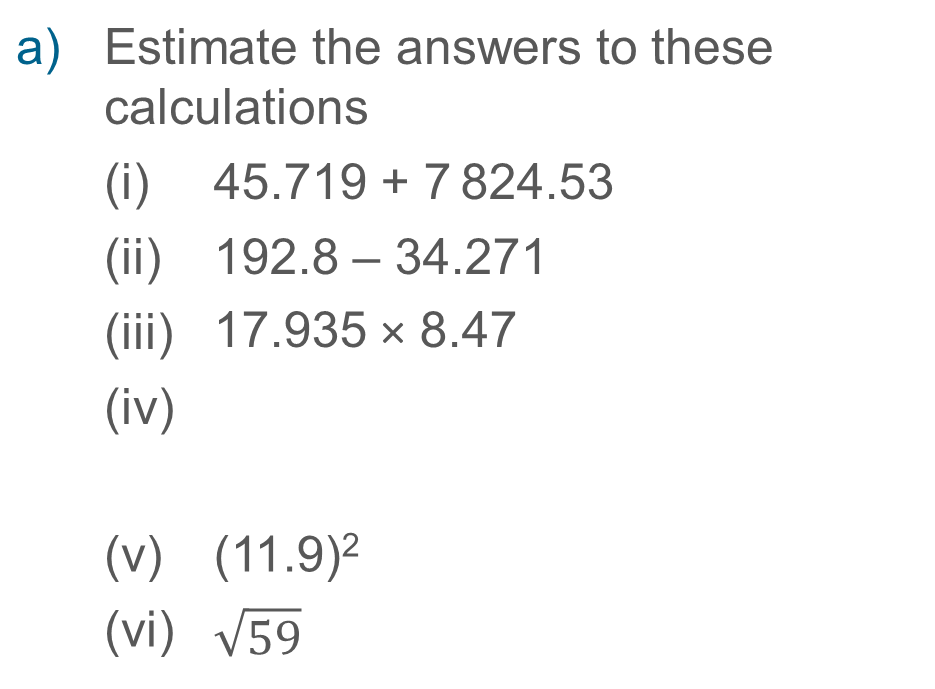 a) Estimate the answers to these
calculations
(i) 45.719 + 7 824.53
(ii) 192.8 – 34.271
(iii) 17.935 × 8.47
(iv)
(v) (11.9)²
(vi) √59